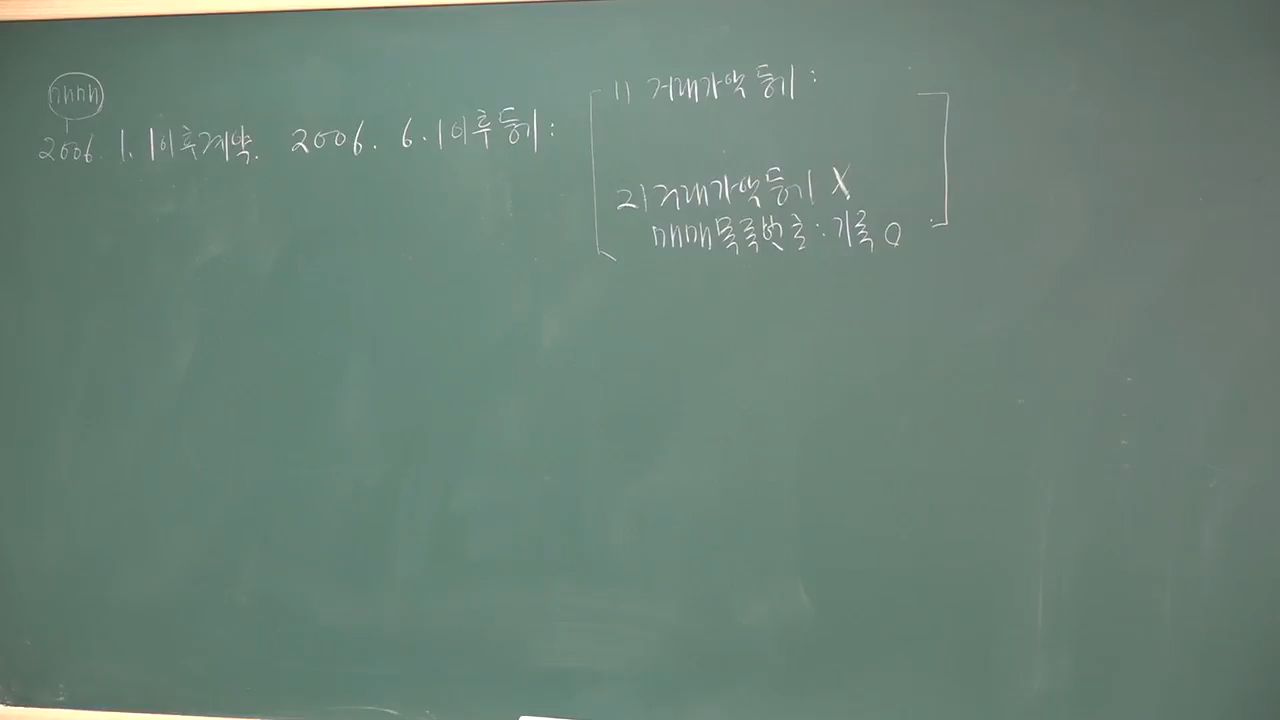 매매
2006. 1. 1이후계약. 2006. 6. 1이후등기:
1) 거래가액 등기:
2) 거래가액등기 X
매매목록번호: 기록 O